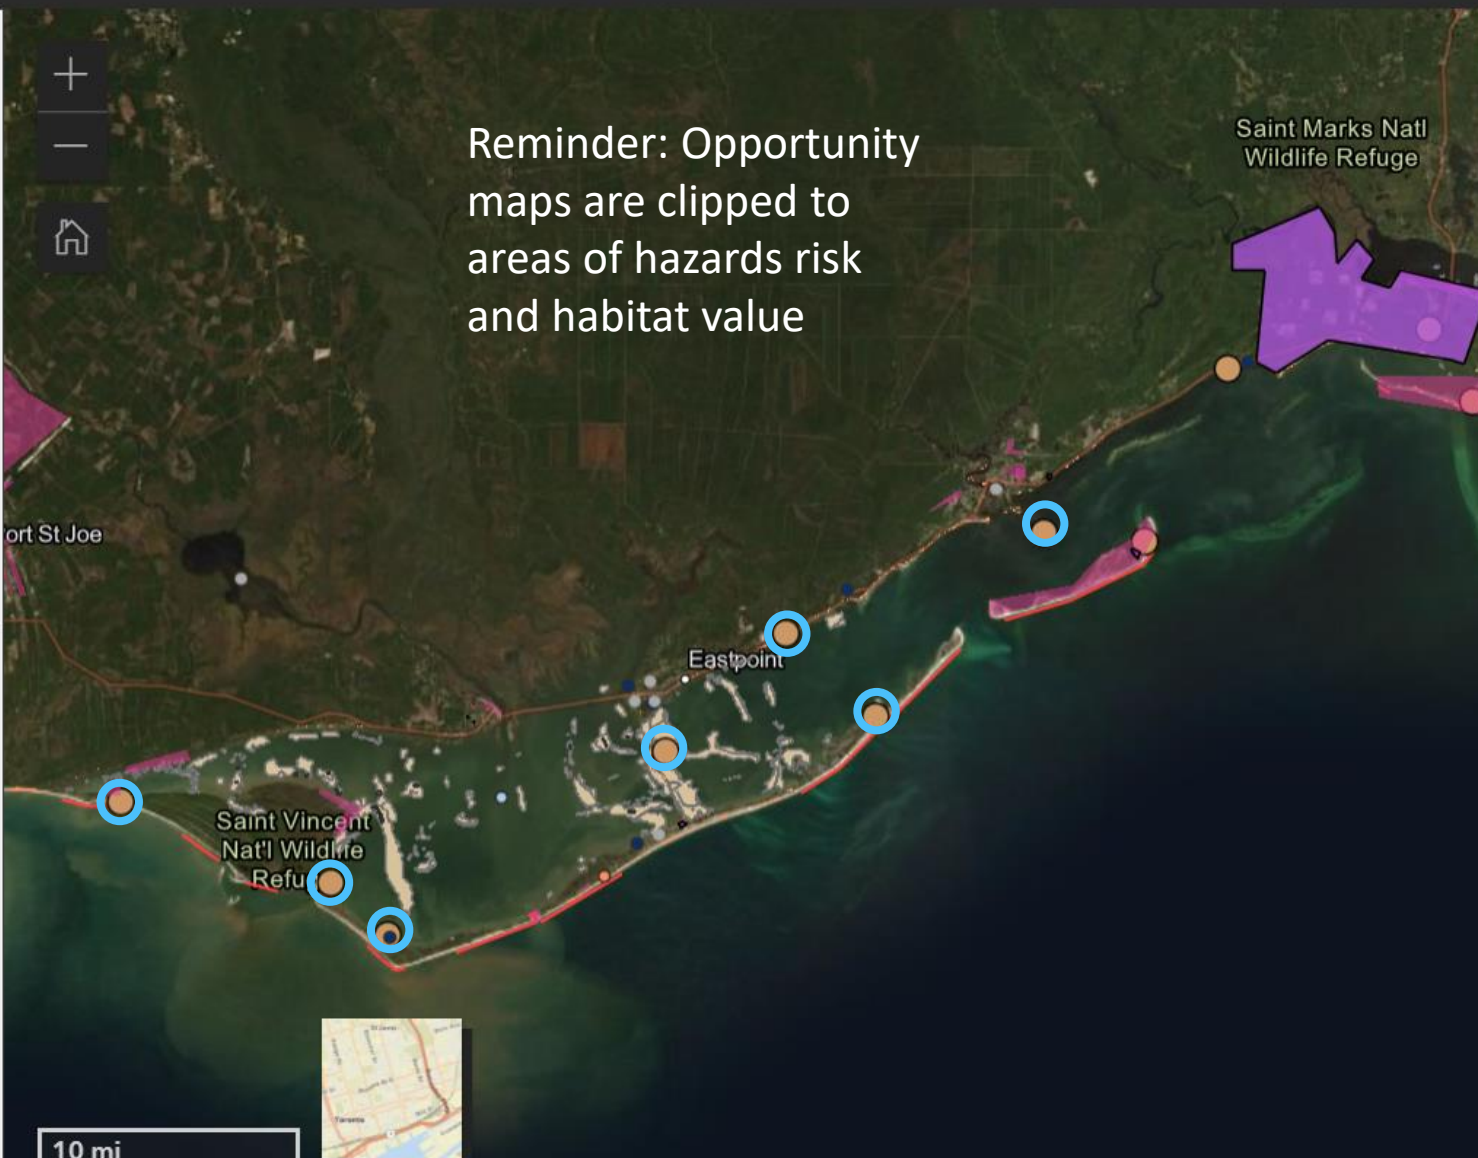 Reminder: Opportunity
maps are clipped to
areas of hazards risk
and habitat value
Saint Marks Natl
Wildlife Refuge
ort St Joe
Eastpoint
Saint Vincent
Nat'l Wildlife
Refu
10 mi